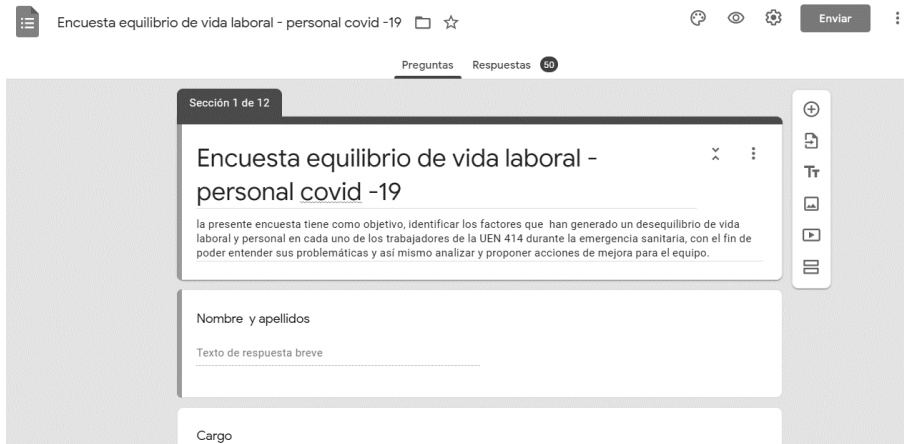 Encuesta equilibrio de vida laboral - personal covid -19
Enviar
Preguntas Respuestas 50
Sección 1 de 12
Encuesta equilibrio de vida laboral -
personal covid -19
la presente encuesta tiene como objetivo, identificar los factores que han generado un desequilibrio de vida
laboral y personal en cada uno de los trabajadores de la UEN 414 durante la emergencia sanitaria, con el fin de
poder entender sus problemáticas y así mismo analizar y proponer acciones de mejora para el equipo.
Tт
Nombre y apellidos
Texto de respuesta breve
Cargo